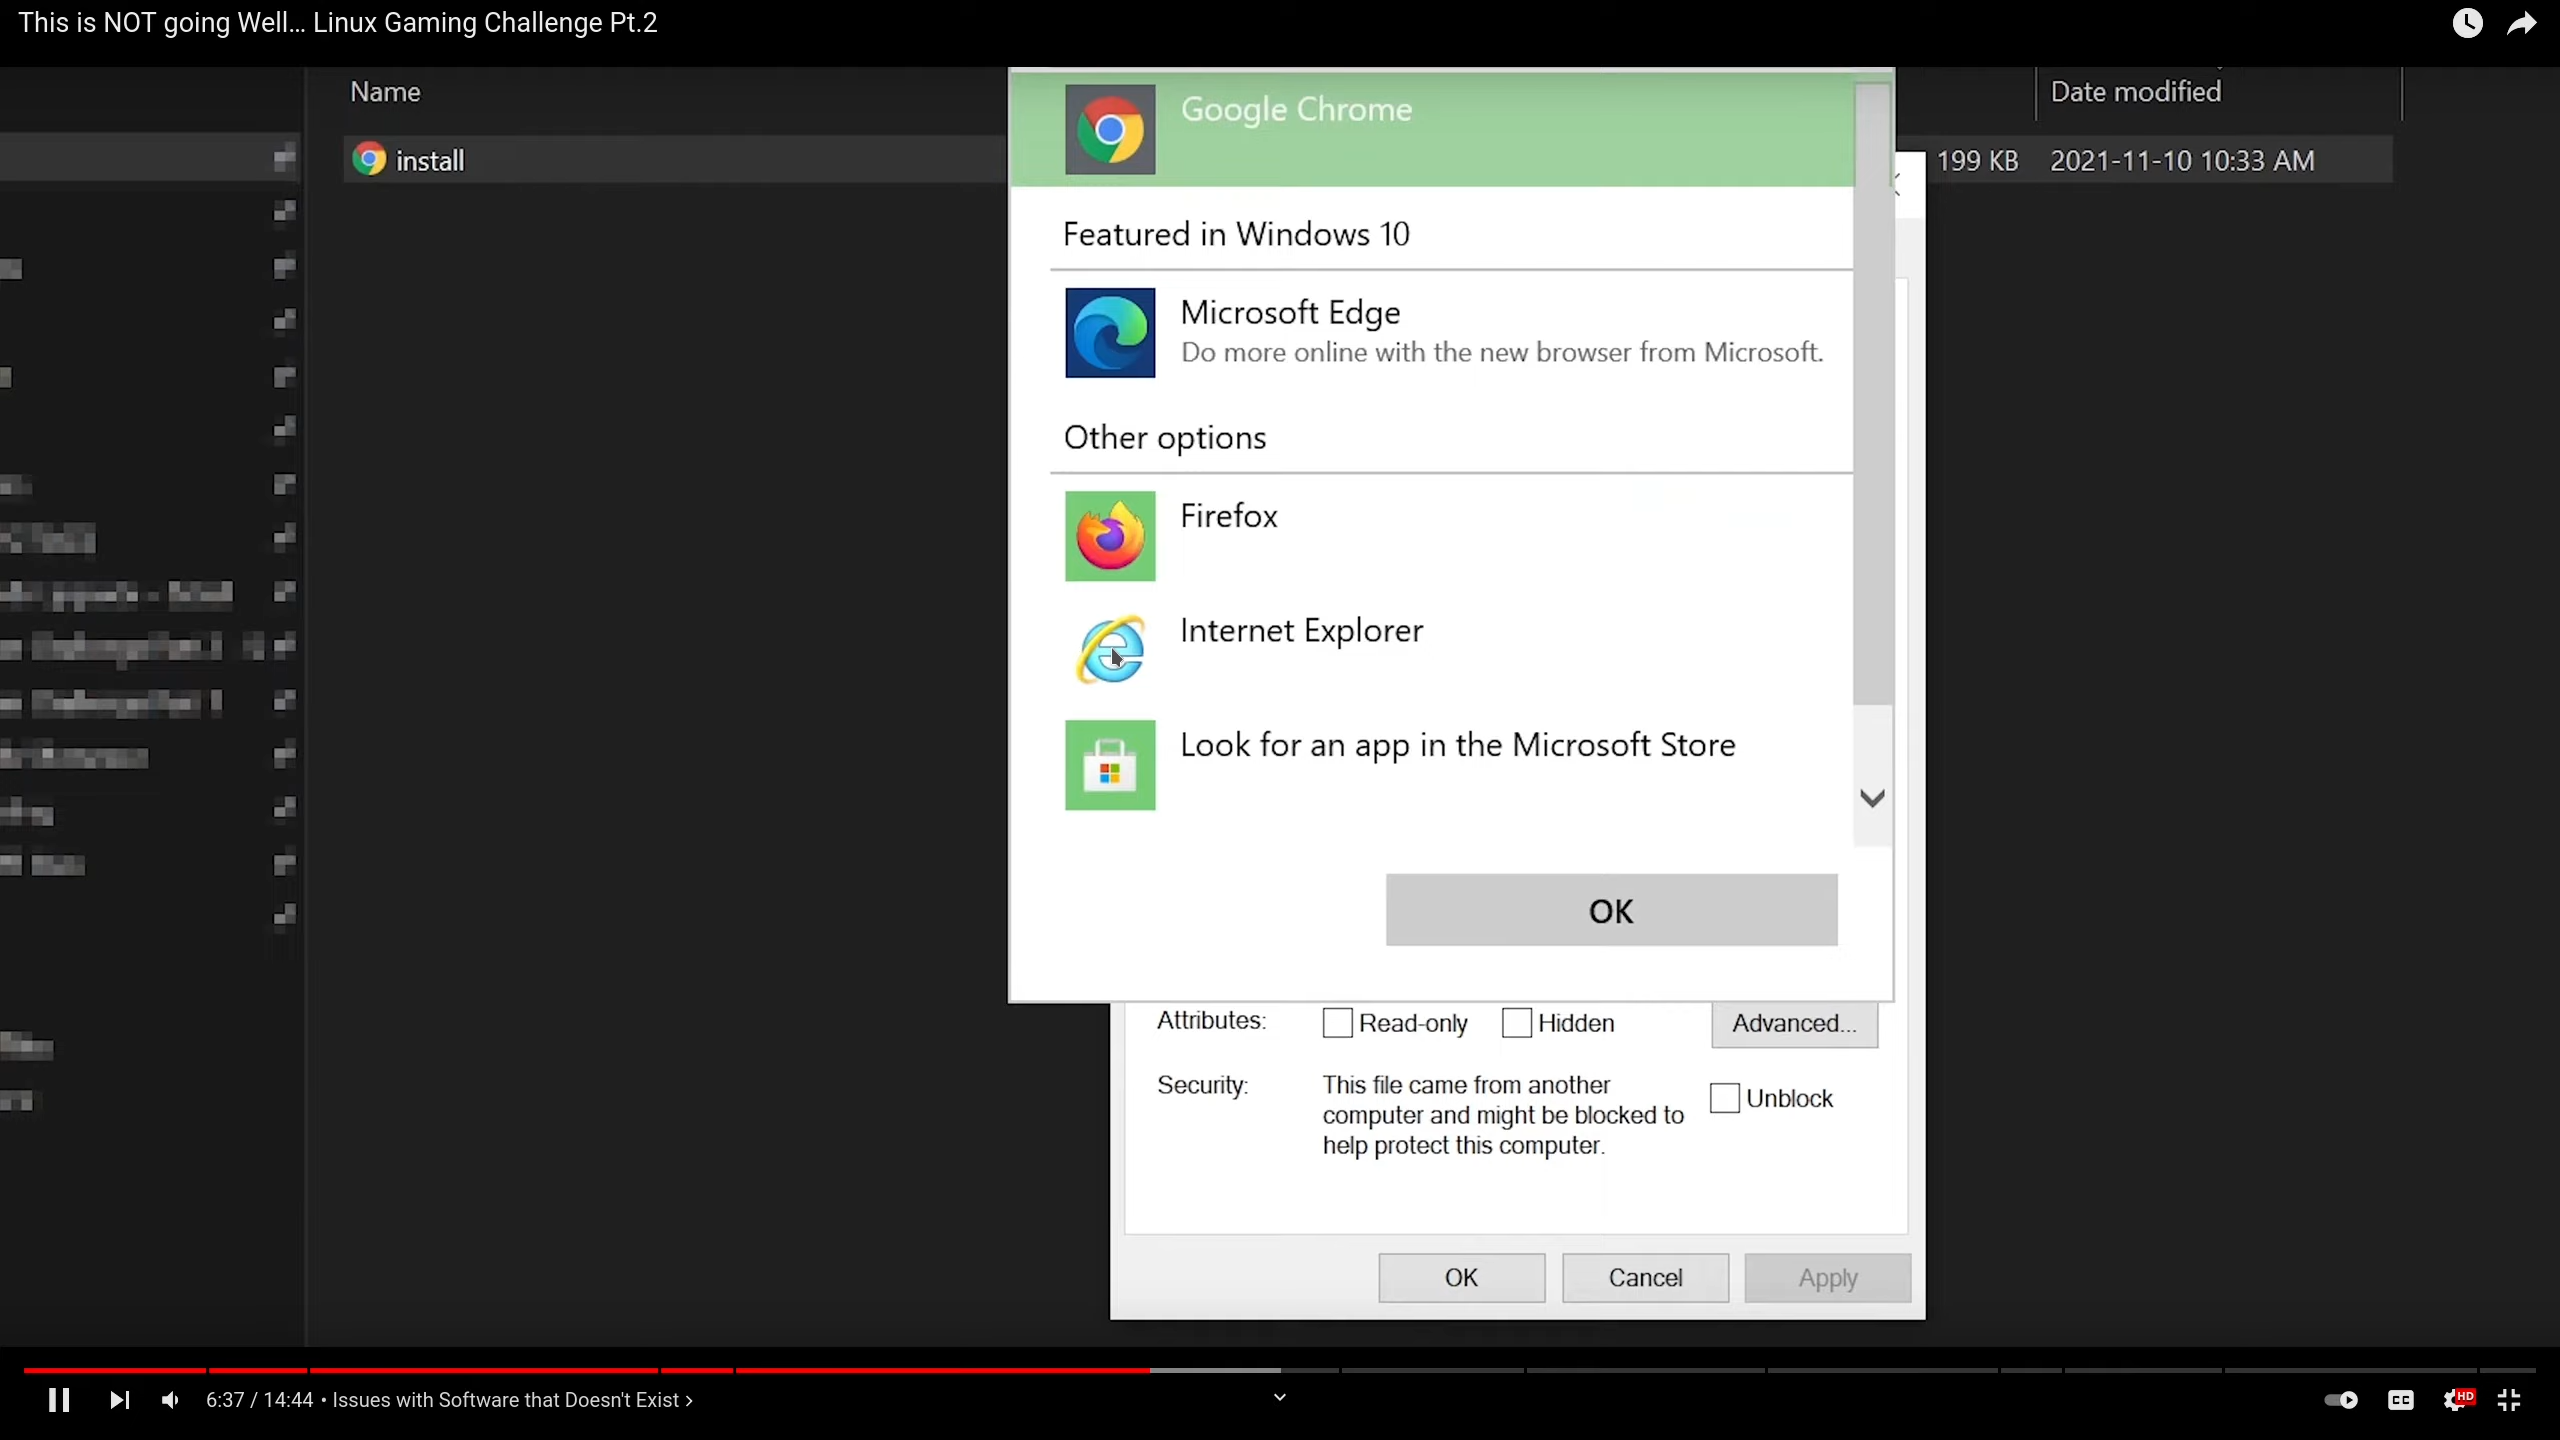 This is NOT going Well... Linux Gaming Challenge Pt.2
Name
Date modified
install
199 KB
2021-11-10 10:33 AM
Google Chrome
Featured in Windows 10
Microsoft Edge
Do more online with the new browser from Microsoft.
Other options
Firefox
Internet Explorer
Look for an app in the Microsoft Store
OK
Attributes:
Read-only
Hidden
Advanced...
Security:
This file came from another
computer and might be blocked to
help protect this computer.
Unblock
OK
Cancel
Apply
6:37 / 14:44 • Issues with Software that Doesn't Exist ›
CC
HD